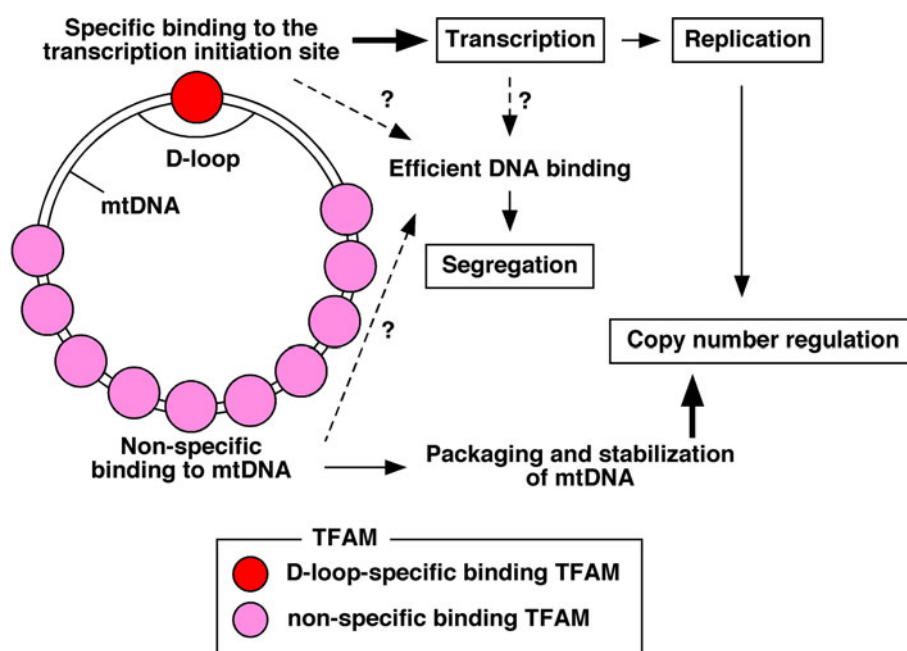 Specific binding to the
transcription initiation site
Transcription
Replication
?
?
D-loop
Efficient DNA binding
mtDNA
Segregation
?
Copy number regulation
Non-specific
binding to mtDNA
Packaging and stabilization
of mtDNA
TFAM
D-loop-specific binding TFAM
non-specific binding TFAM